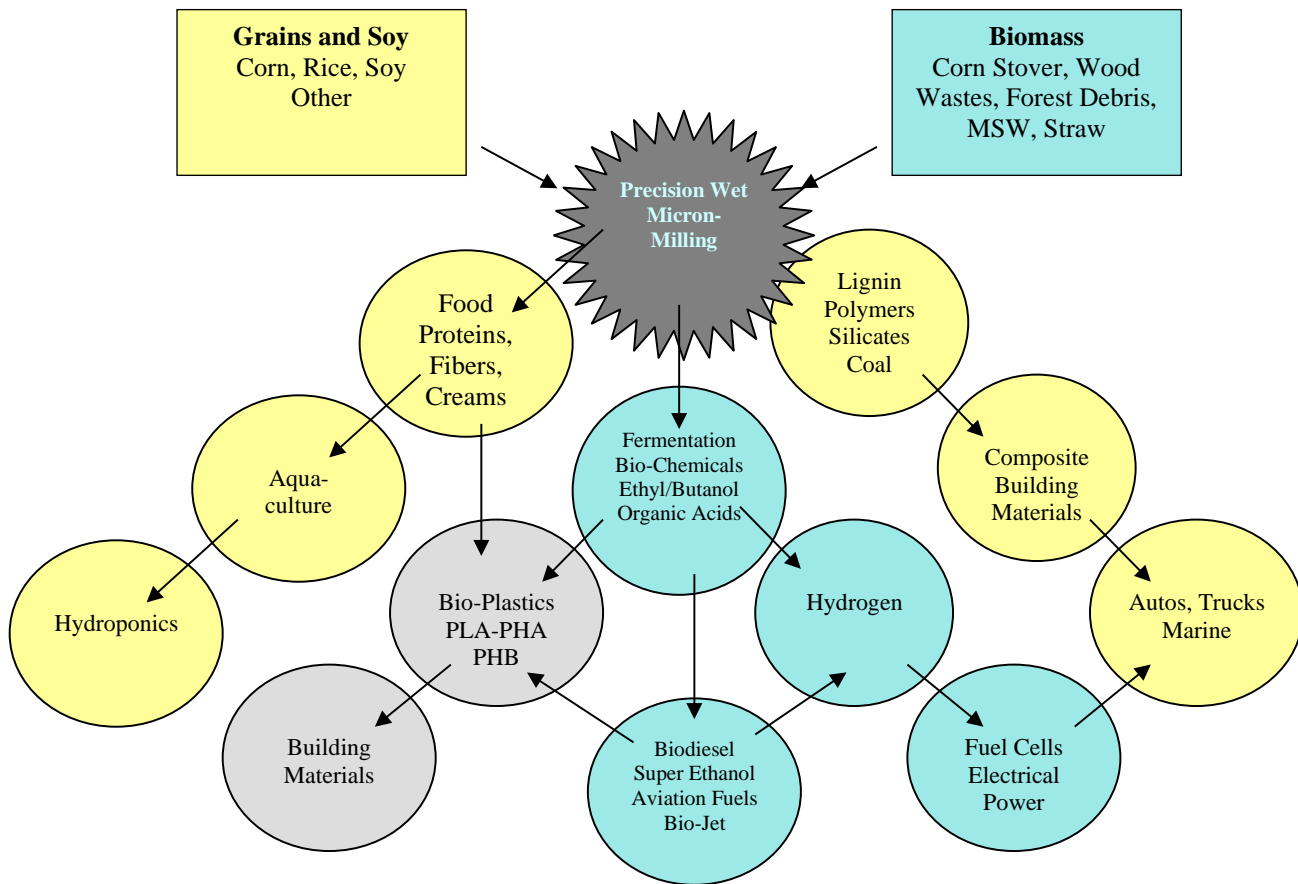 Grains and Soy
Corn, Rice, Soy
Other
Biomass
Corn Stover, Wood
Wastes, Forest Debris,
MSW, Straw
Precision Wet
Micron-
Milling
Food
Proteins,
Fibers,
Creams
Lignin
Polymers
Silicates
Coal
Aqua-
culture
Fermentation
Bio-Chemicals
Ethyl/Butanol
Organic Acids
Composite
Building
Materials
Hydroponics
Bio-Plastics
PLA-PHA
PHB
Hydrogen
Autos, Trucks
Marine
Building
Materials
Biodiesel
Super Ethanol
Aviation Fuels
Bio-Jet
Fuel Cells
Electrical
Power